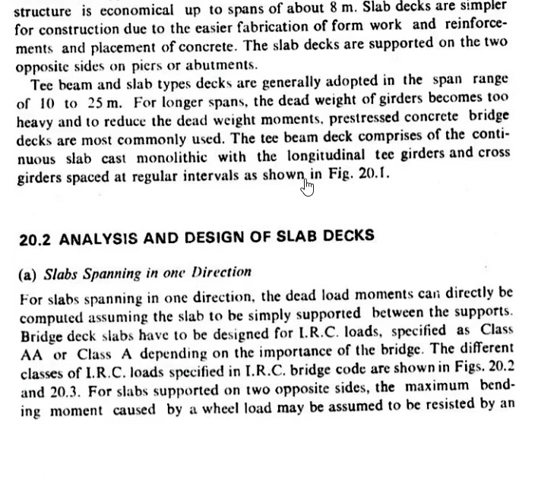 structure is economical up to spans of about 8 m. Slab decks are simpler
for construction due to the easier fabrication of form work and reinforce-
ments and placement of concrete. The slab decks are supported on the two
opposite sides on piers or abutments.
Tee beam and slab types decks are generally adopted in the span range
of 10 to 25 m. For longer spans, the dead weight of girders becomes too
heavy and to reduce the dead weight moments, prestressed concrete bridge
decks are most commonly used. The tee beam deck comprises of the conti-
nuous slab cast monolithic with the longitudinal tee girders and cross
girders spaced at regular intervals as shown in Fig. 20.1.
20.2 ANALYSIS AND DESIGN OF SLAB DECKS
(a) Slabs Spanning in one Direction
For slabs spanning in one direction, the dead load moments can directly be
computed assuming the slab to be simply supported between the supports.
Bridge deck slabs have to be designed for I.R.C. loads, specified as Class
AA or Class A depending on the importance of the bridge. The different
classes of I.R.C. loads specified in I.R.C. bridge code are shown in Figs. 20.2
and 20.3. For slabs supported on two opposite sides, the maximum bend-
ing moment caused by a wheel load may be assumed to be resisted by an